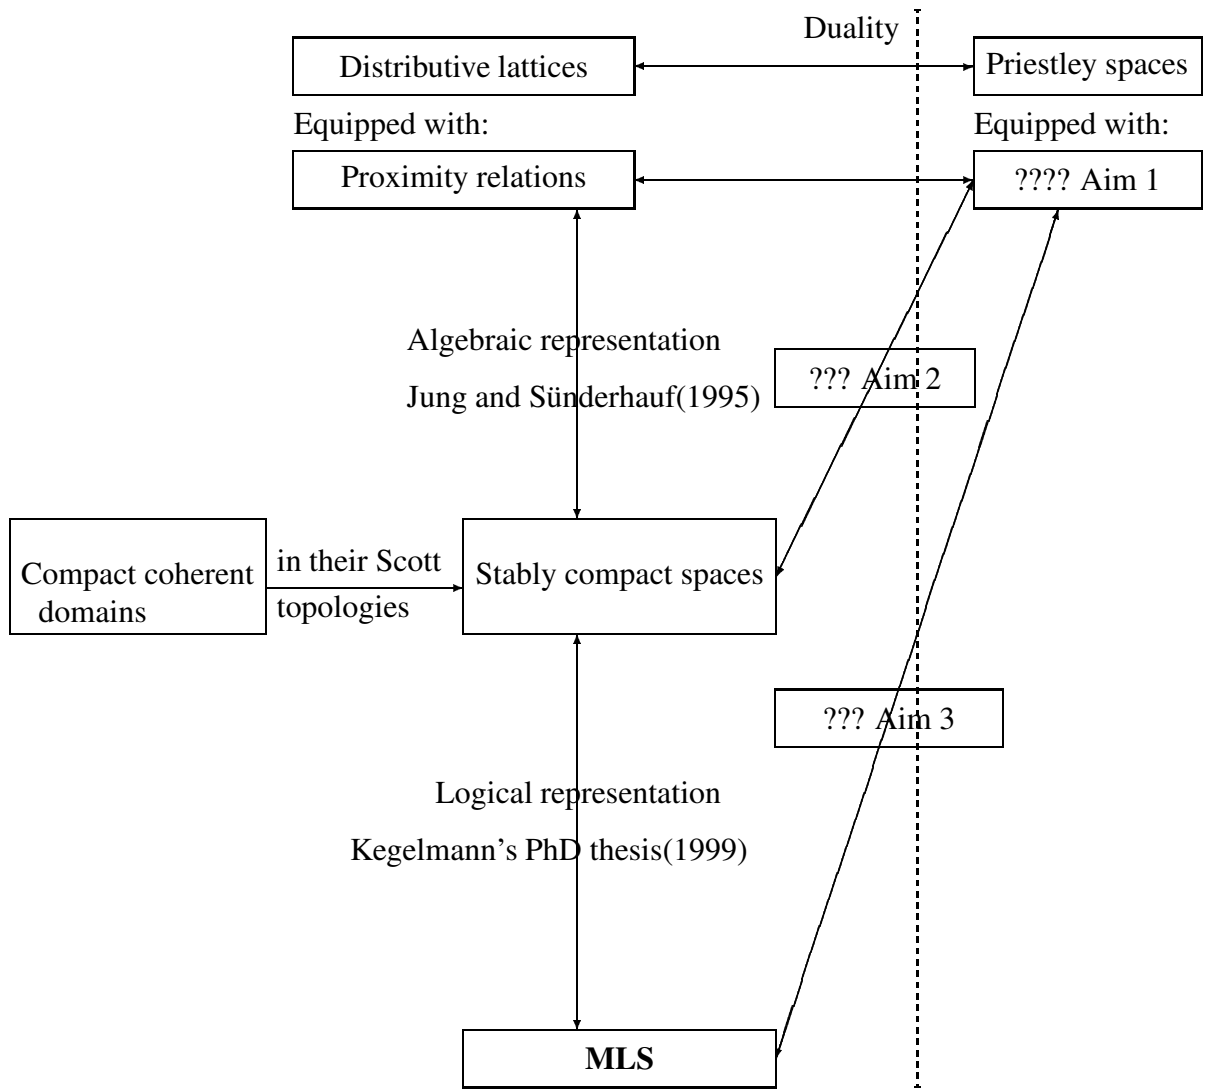 Duality
Distributive lattices
Priestley spaces
Equipped with:
Equipped with:
Proximity relations
???? Aim 1
Algebraic representation
??? Aim 2
Jung and Sünderhauf(1995)
in their Scott
Compact coherent
domains
Stably compact spaces
topologies
??? Aim 3
Logical representation
Kegelmann's PhD thesis(1999)
MLS